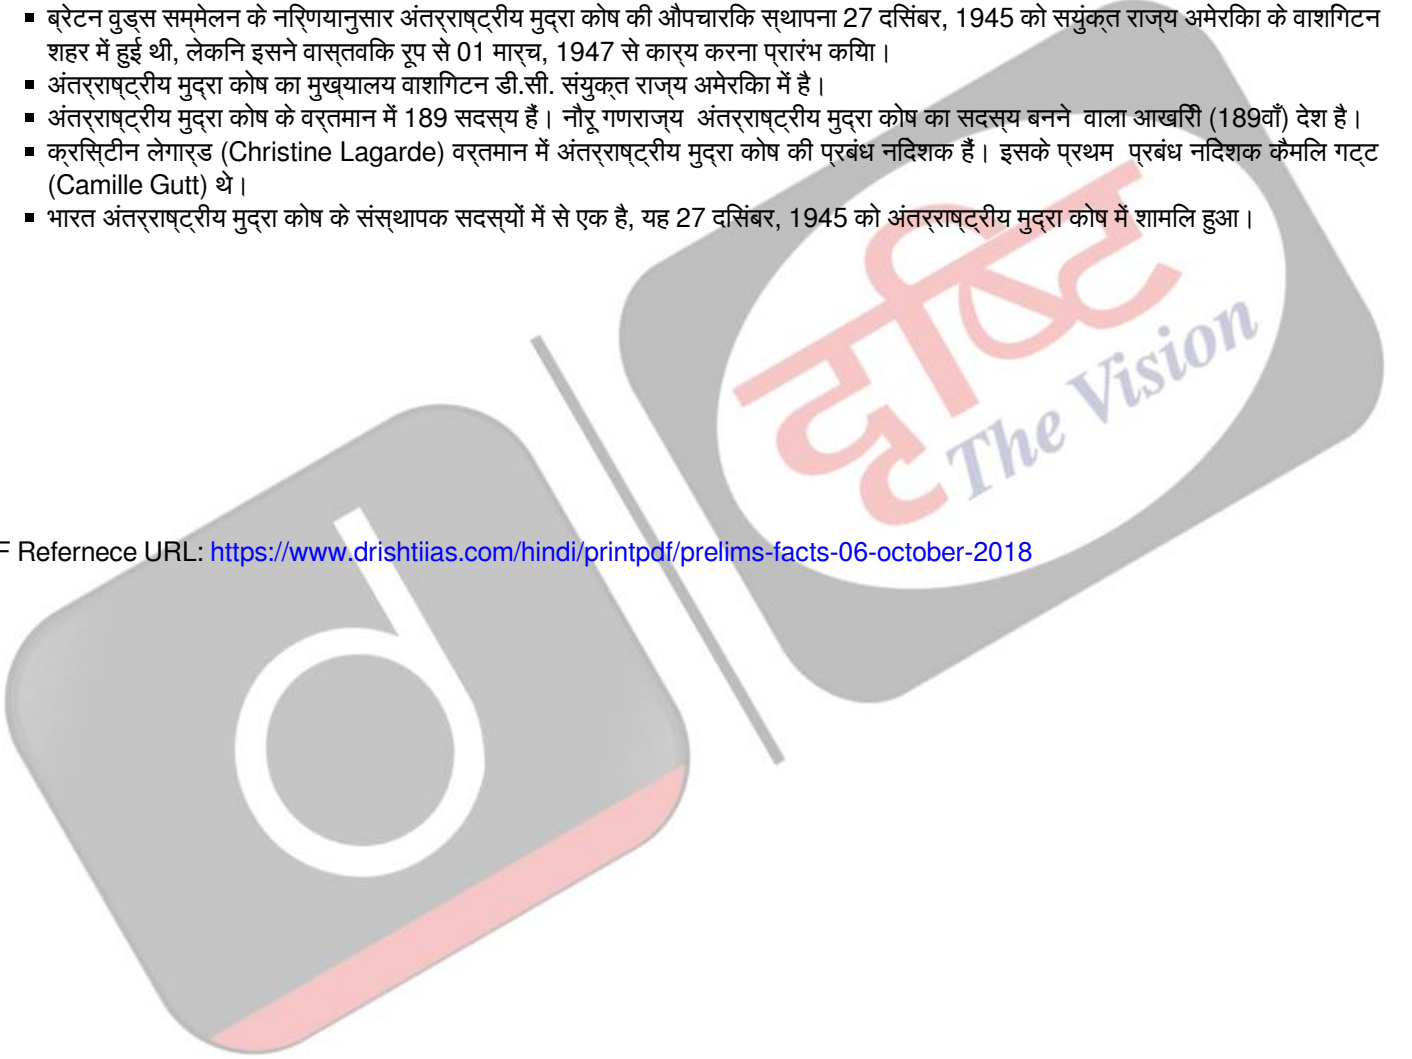 ▪ ब्रेटन वुड्स सम्मेलन के निर्णयानुसार अंतर्राष्ट्रीय मुद्रा कोष की औपचारिक स्थापना 27 दिसंबर, 1945 को सयुंक्त राज्य अमेरिका के वाशिंगटन
शहर में हुई थी, लेकिन इसने वास्तविक रूप से 01 मार्च, 1947 से कार्य करना प्रारंभ किया।
▪ अंतर्राष्ट्रीय मुद्रा कोष का मुख्यालय वाशिंगटन डी.सी. संयुक्त राज्य अमेरिका में है।
▪ अंतर्राष्ट्रीय मुद्रा कोष के वर्तमान में 189 सदस्य हैं। नौरू गणराज्य अंतर्राष्ट्रीय मुद्रा कोष का सदस्य बनने वाला आखिरी (189वाँ) देश है।
▪ क्रिस्टीन लेगार्ड (Christine Lagarde) वर्तमान में अंतर्राष्ट्रीय मुद्रा कोष की प्रबंध निदेशक हैं। इसके प्रथम प्रबंध निदेशक कैमिल गट्ट
(Camille Gutt) थे।
▪ भारत अंतर्राष्ट्रीय मुद्रा कोष के संस्थापक सदस्यों में से एक है, यह 27 दिसंबर, 1945 को अंतर्राष्ट्रीय मुद्रा कोष में शामिल हुआ।
दृष्टि
The Vision
F Refernece URL: https://www.drishtiias.com/hindi/printpdf/prelims-facts-06-october-2018
d